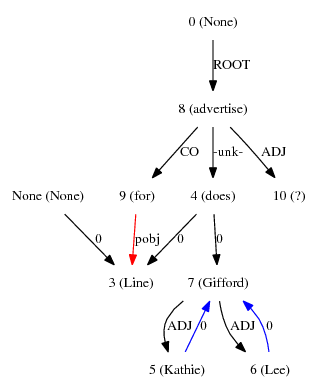 0 (None)
ROOT
8 (advertise)
CO -unk- ADJ
None (None) 9 (for) 4 (does) 10 (?)
0 pobj 0 0
3 (Line) 7 (Gifford)
ADJ 0 ADJ 0
5 (Kathie) 6 (Lee)